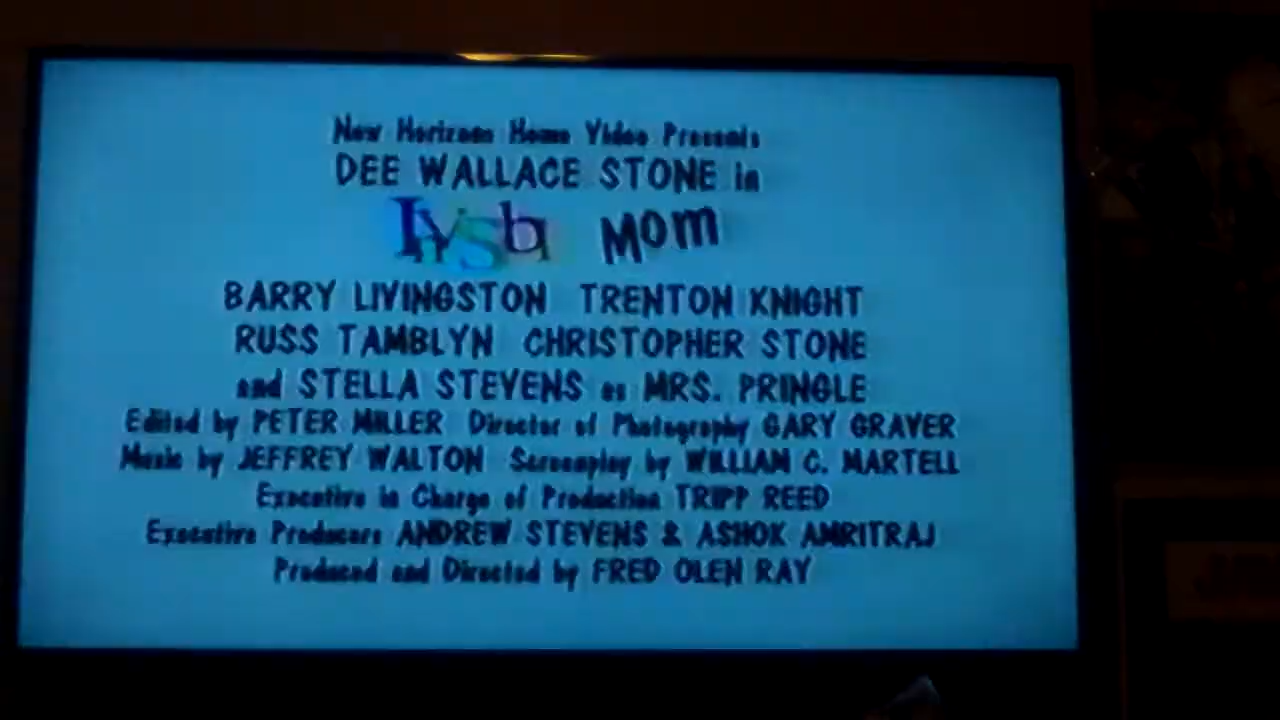 New Horizons Home Video Presents
DEE WALLACE STONE in
Mom
BARRY LIVINGSTON TRENTON KNIGHT
RUSS TAMBLYN CHRISTOPHER STONE
and STELLA STEVENS as MRS. PRINGLE
Edited by PETER MILLER Director of Photography GARY GRAVER
Music by JEFFREY WALTON Screenplay by WILLIAM C. MARTELL
Executive in Charge of Production TRIPP REED
Executive Producers ANDREW STEVENS & ASHOK AMRITRAJ
Produced and Directed by FRED OLEN RAY